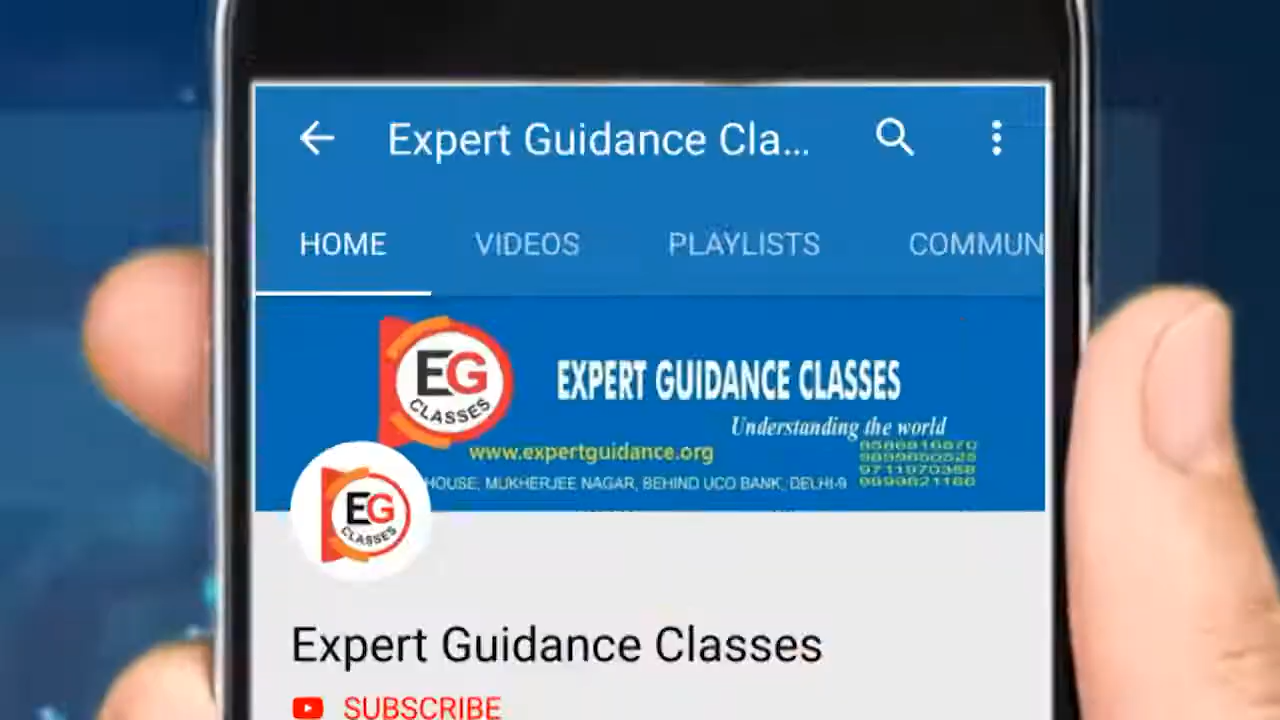 Expert Guidance Cla...
HOME VIDEOS PLAYLISTS COMMUN
EG
CLASSES
EXPERT GUIDANCE CLASSES
Understanding the world
www.expertguidance.org
HOUSE, MUKHERJEE NAGAR, BEHIND UCO BANK, DELHI-9
EG
CLASSES
Expert Guidance Classes
SUBSCRIBE